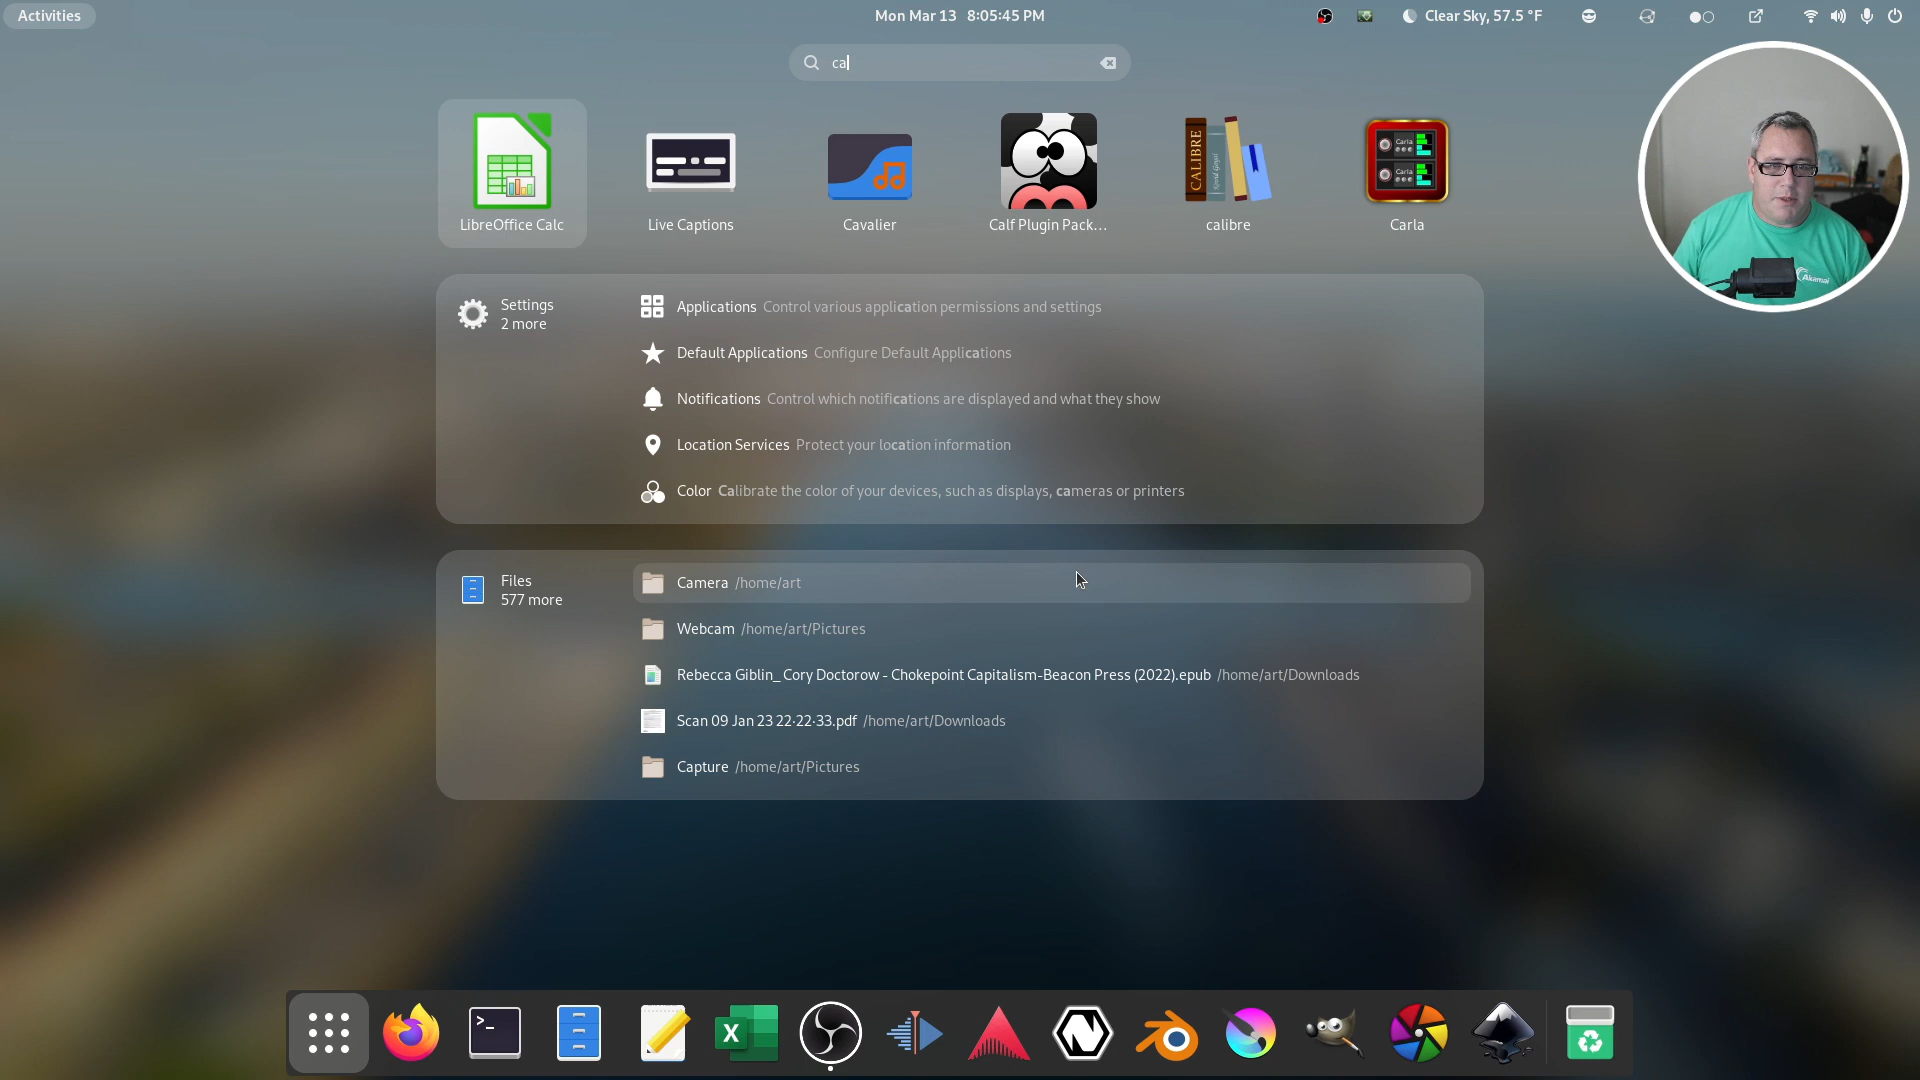 Activities
Mon Mar 13 8:05:45 PM
Clear Sky, 57.5 °F
ca
LibreOffice Calc
Live Captions
Cavalier
Calf Plugin Pack…
CALIBRE
calibre
Carla
Carla
Carla
Akamai
Settings
2 more
Applications Control various application permissions and settings
Default Applications Configure Default Applications
Notifications Control which notifications are displayed and what they show
Location Services Protect your location information
Color Calibrate the color of your devices, such as displays, cameras or printers
Files
577 more
Camera /home/art
Webcam /home/art/Pictures
Rebecca Giblin_ Cory Doctorow - Chokepoint Capitalism-Beacon Press (2022).epub /home/art/Downloads
Scan 09 Jan 23 22·22·33.pdf /home/art/Downloads
Capture /home/art/Pictures
>_
X